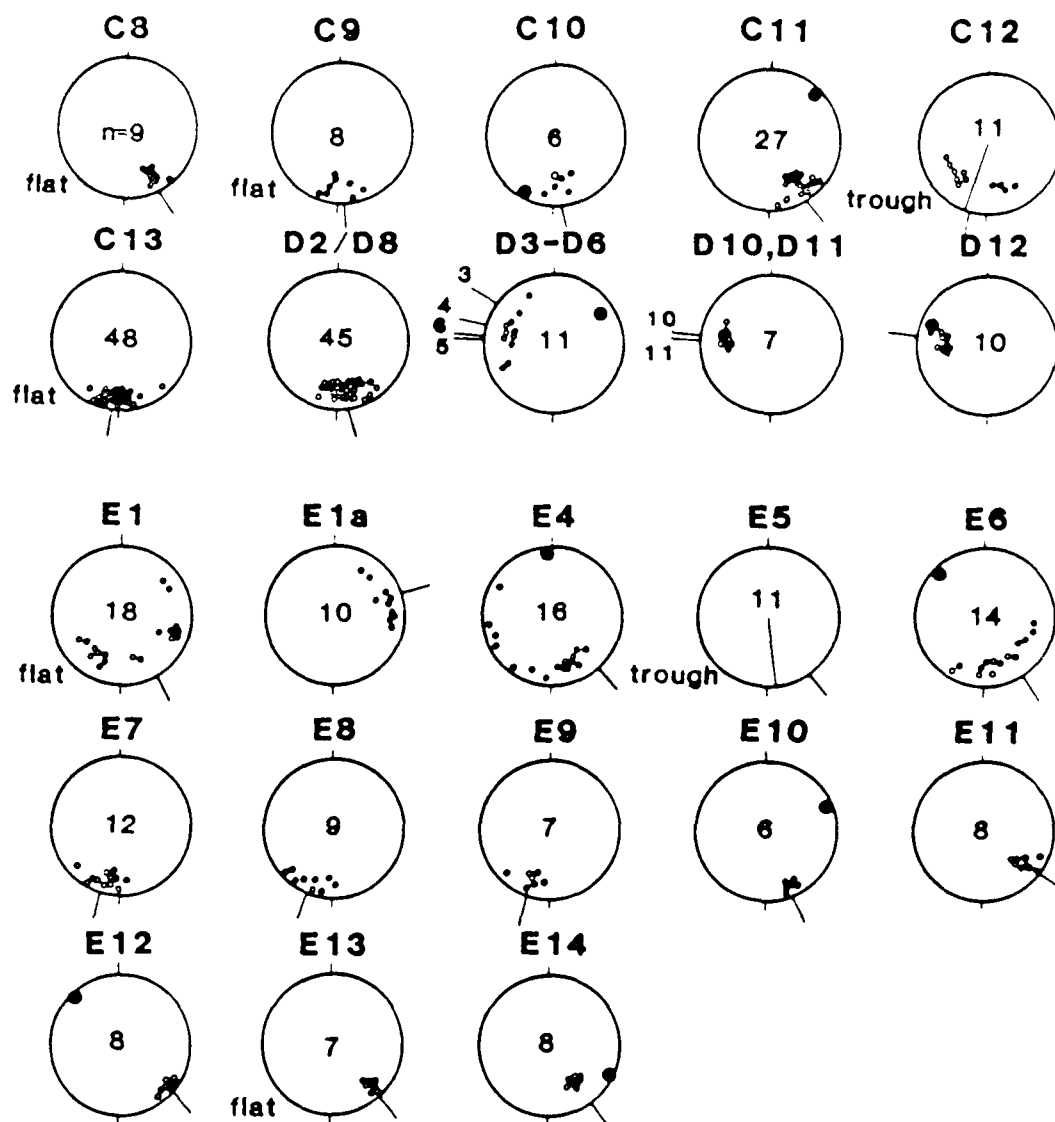 C8 C9 C10 C11 C12
n=9 8 6 27 11
flat flat trough
C13 D2/D8 D3-D6 D10,D11 D12
3
4
6
5
10
11
48 45 11 7 10
flat
E1 E1a E4 E5 E6
18 10 16 11 14
flat trough
E7 E8 E9 E10 E11
12 9 7 6 8
E12 E13 E14
8 7 8
flat